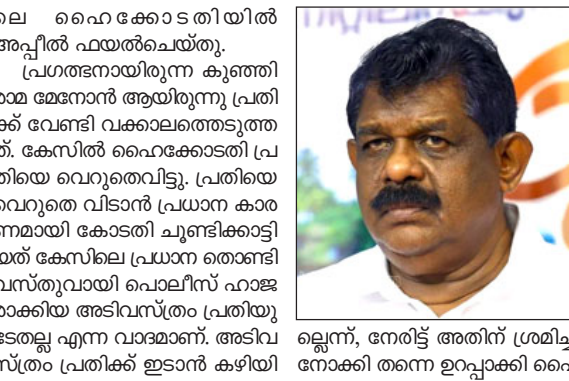 ലെ ഹൈക്കോടതിയിൽ
അപ്പീൽ ഫയൽചെയ്തു.
പ്രഗത്ഭനായിരുന്ന കുഞ്ഞി
രാമ മേനോൻ ആയിരുന്നു പ്രതി
ക്ക് വേണ്ടി വക്കാലത്തെടുത്ത
ത്. കേസിൽ ഹൈക്കോടതി പ്ര
തിയെ വെറുതെവിട്ടു. പ്രതിയെ
വെറുതെ വിടാൻ പ്രധാന കാര
ണമായി കോടതി ചൂണ്ടിക്കാട്ടി
യത് കേസിലെ പ്രധാന തൊണ്ടി
വസ്തുവായി പൊലീസ് ഹാജ
രാക്കിയ അടിവസ്ത്രം പ്രതിയു
ടേതല്ല എന്ന വാദമാണ്. അടിവ
സ്ത്രം പ്രതിക്ക് ഇടാൻ കഴിയി
ല്ലെന്ന്, നേരിട്ട് അതിന് ശ്രമിച്ച
നോക്കി തന്നെ ഉറപ്പാക്കി ഹൈ